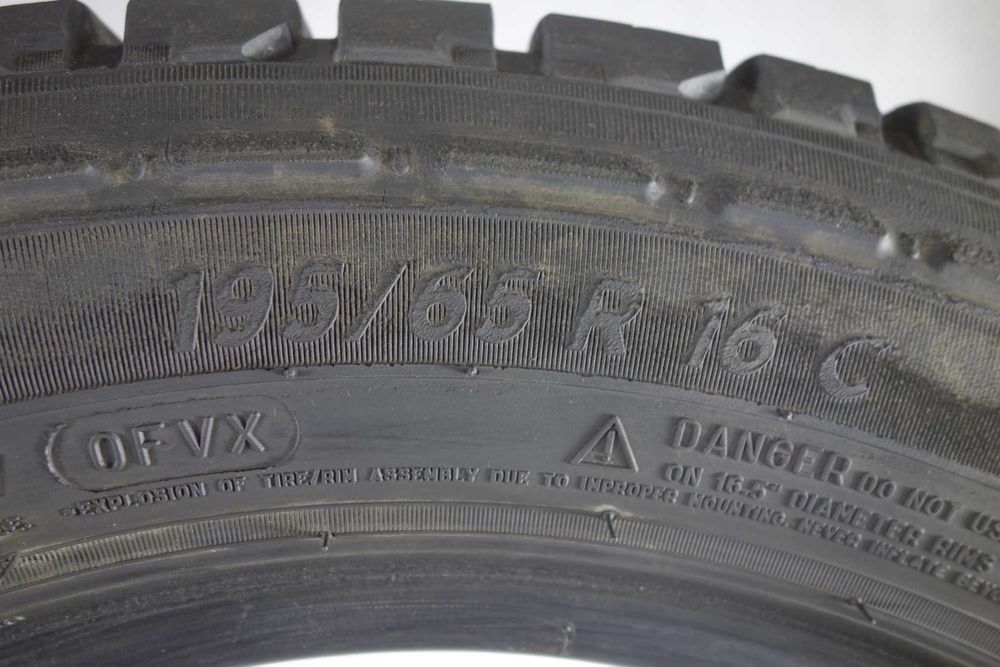 195/65 R 16 C
OFVX
DANGER DO NOT US
ON 16.5" DIAMETER RIMS
EXPLOSION OF TIRE/RIM ASSEMBLY DUE TO IMPROPER MOUNTING. NEVER INFLATE